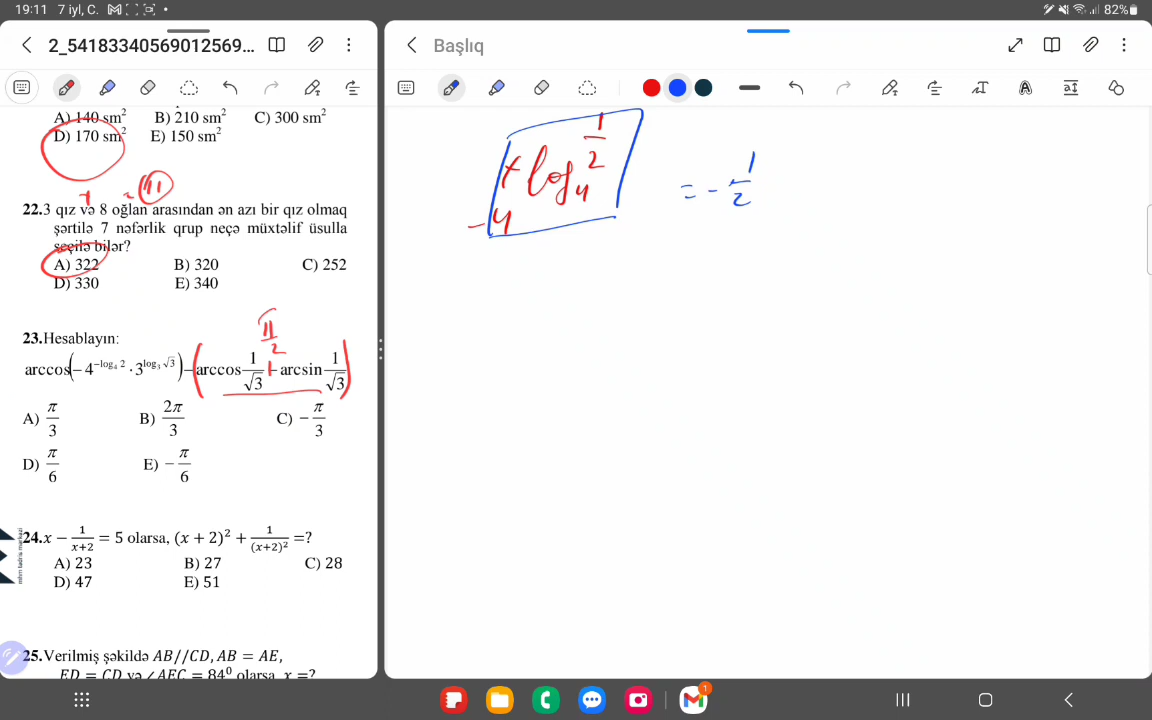 19:11 7 iyl, C.
82%
2_54183340569012569...
Başlıq
A) 140 sm² B) 210 sm² C) 300 sm²
D) 170 sm² E) 150 sm²
22.3 qız və 8 oğlan arasından ən azı bir qız olmaq
şərtilə 7 nəfərlik qrup neçə müxtəlif üsulla
seçilə bilər?
A) 322 B) 320 C) 252
D) 330 E) 340
23.Hesablayın:
π/2
arccos(-4^(-log₄ 2) · 3^(log₃ √3)) - (arccos 1/√3 + arcsin 1/√3)
A) π/3 B) 2π/3 C) -π/3
D) π/6 E) -π/6
24.x - 1/(x+2) = 5 olarsa, (x + 2)² + 1/(x+2)² =?
A) 23 B) 27 C) 28
D) 47 E) 51
25.Verilmiş şəkildə AB//CD, AB = AE,
ED = CD və ∠AEC = 84⁰ olarsa, x =?
-4^(+log₄ 1/2) = -1/2